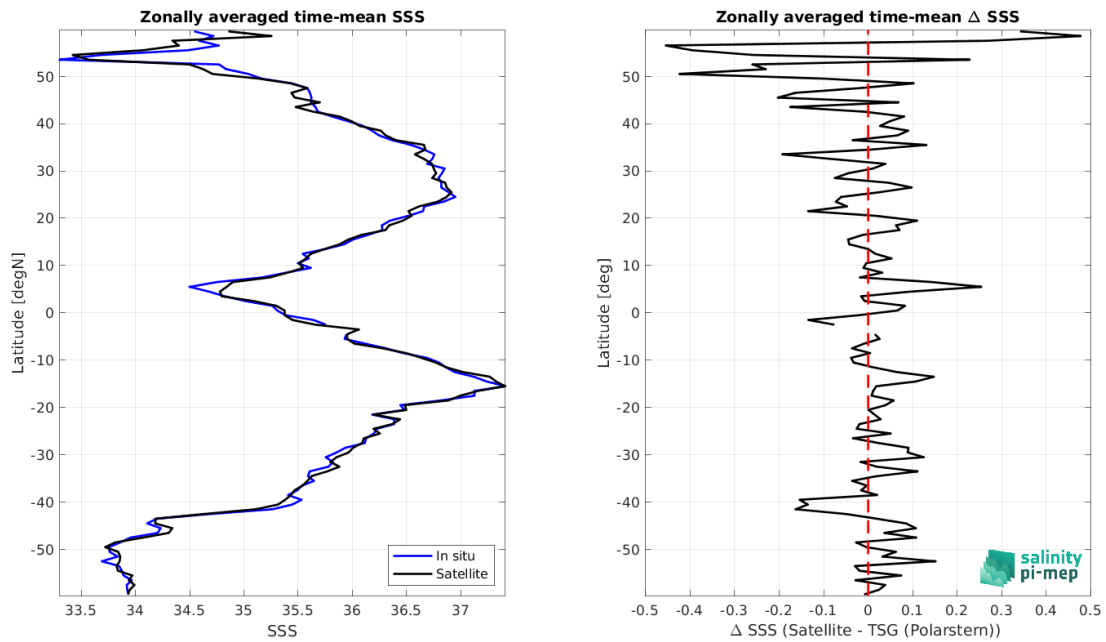 Zonally averaged time-mean SSS
50
40
30
20
10
0
-10
-20
-30
-40
-50
Latitude [degN]
33.5 34 34.5 35 35.5 36 36.5 37
SSS
In situ
Satellite
Zonally averaged time-mean Δ SSS
50
40
30
20
10
0
-10
-20
-30
-40
-50
Latitude [deg]
-0.5 -0.4 -0.3 -0.2 -0.1 0 0.1 0.2 0.3 0.4 0.5
Δ SSS (Satellite - TSG (Polarstern))
salinity
pi-mep